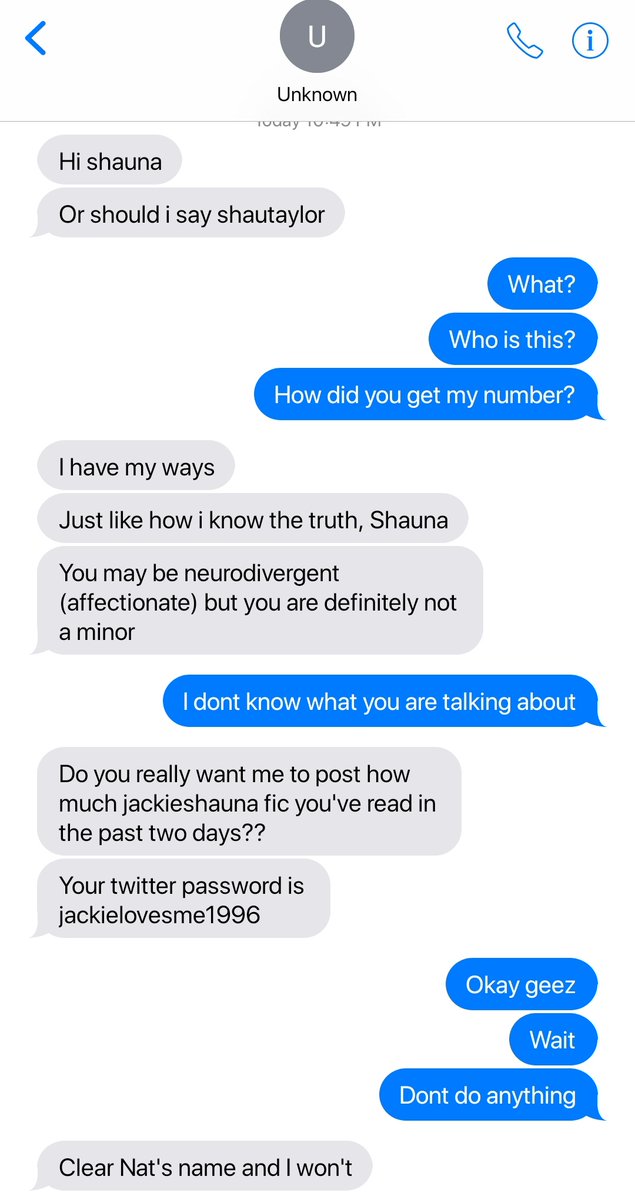 U
Unknown
Today 10:45 PM
Hi shauna
Or should i say shautaylor
What?
Who is this?
How did you get my number?
I have my ways
Just like how i know the truth, Shauna
You may be neurodivergent
(affectionate) but you are definitely not
a minor
I dont know what you are talking about
Do you really want me to post how
much jackieshauna fic you've read in
the past two days??
Your twitter password is
jackielovesme1996
Okay geez
Wait
Dont do anything
Clear Nat's name and I won't